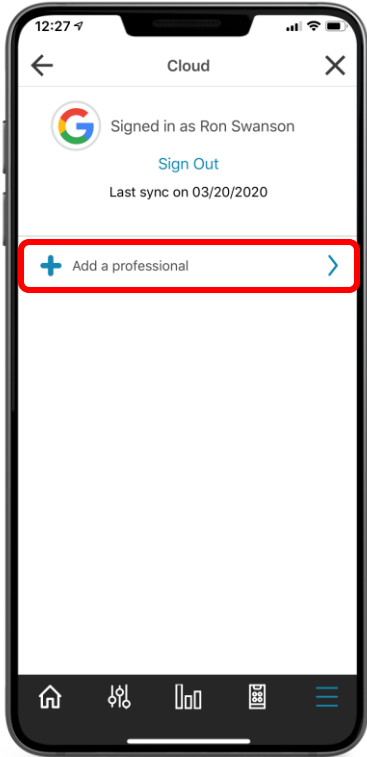 12:27
Cloud
Signed in as Ron Swanson
Sign Out
Last sync on 03/20/2020
Add a professional